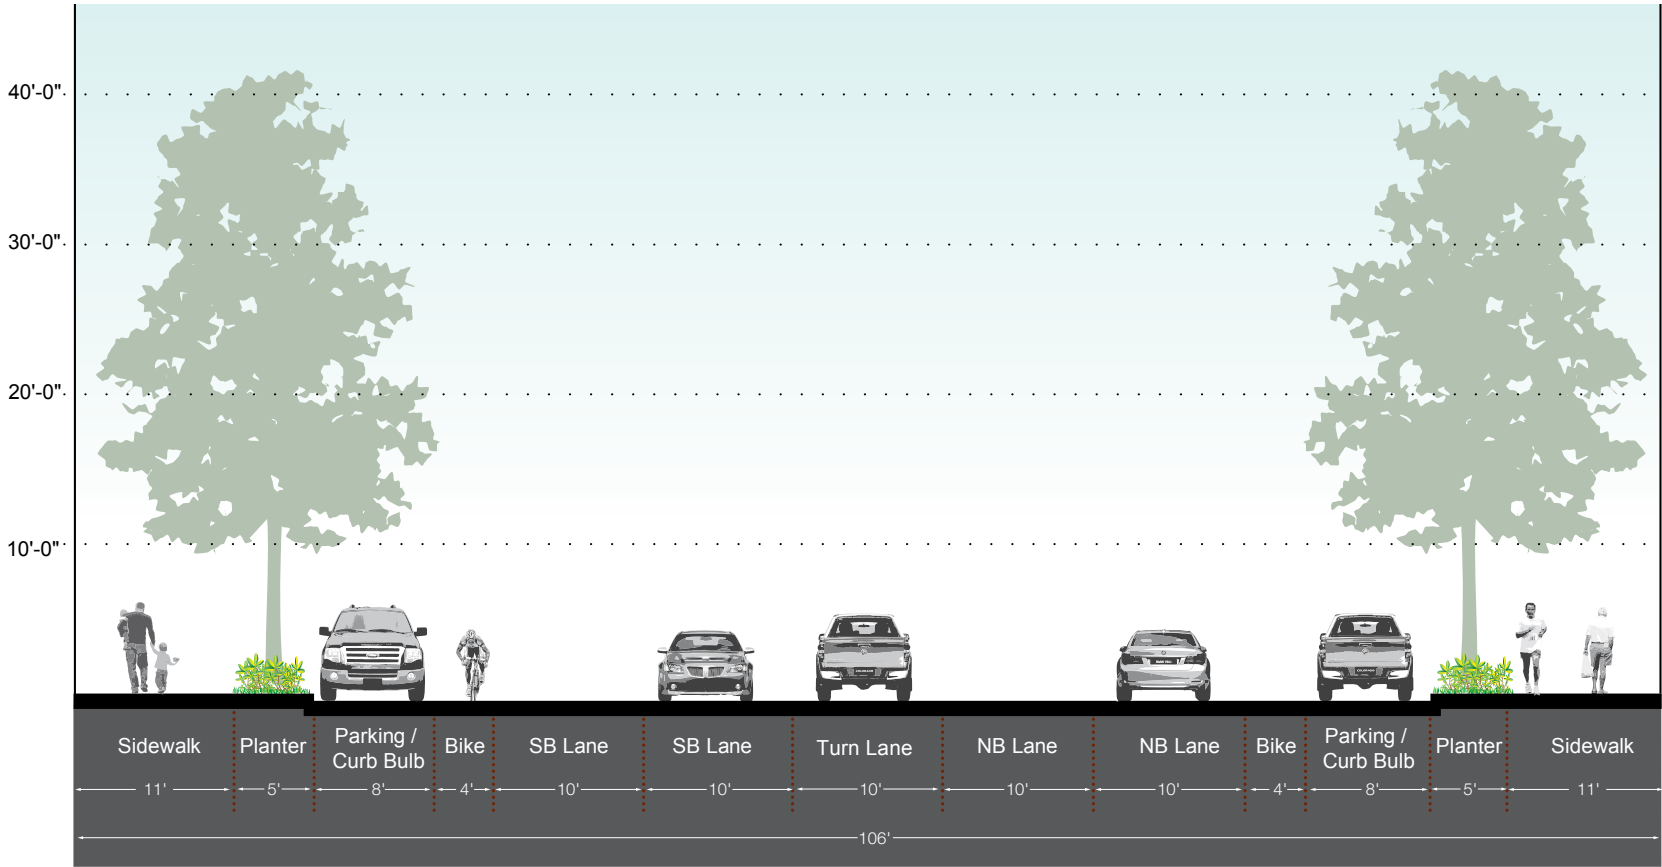 40'-0"
30'-0"
20'-0"
10'-0"
Sidewalk
Planter
Parking /
Curb Bulb
Bike
SB Lane
SB Lane
Turn Lane
NB Lane
NB Lane
Bike
Parking /
Curb Bulb
Planter
Sidewalk
11'
5'
8'
4'
10'
10'
10'
10'
10'
4'
8'
5'
11'
106'